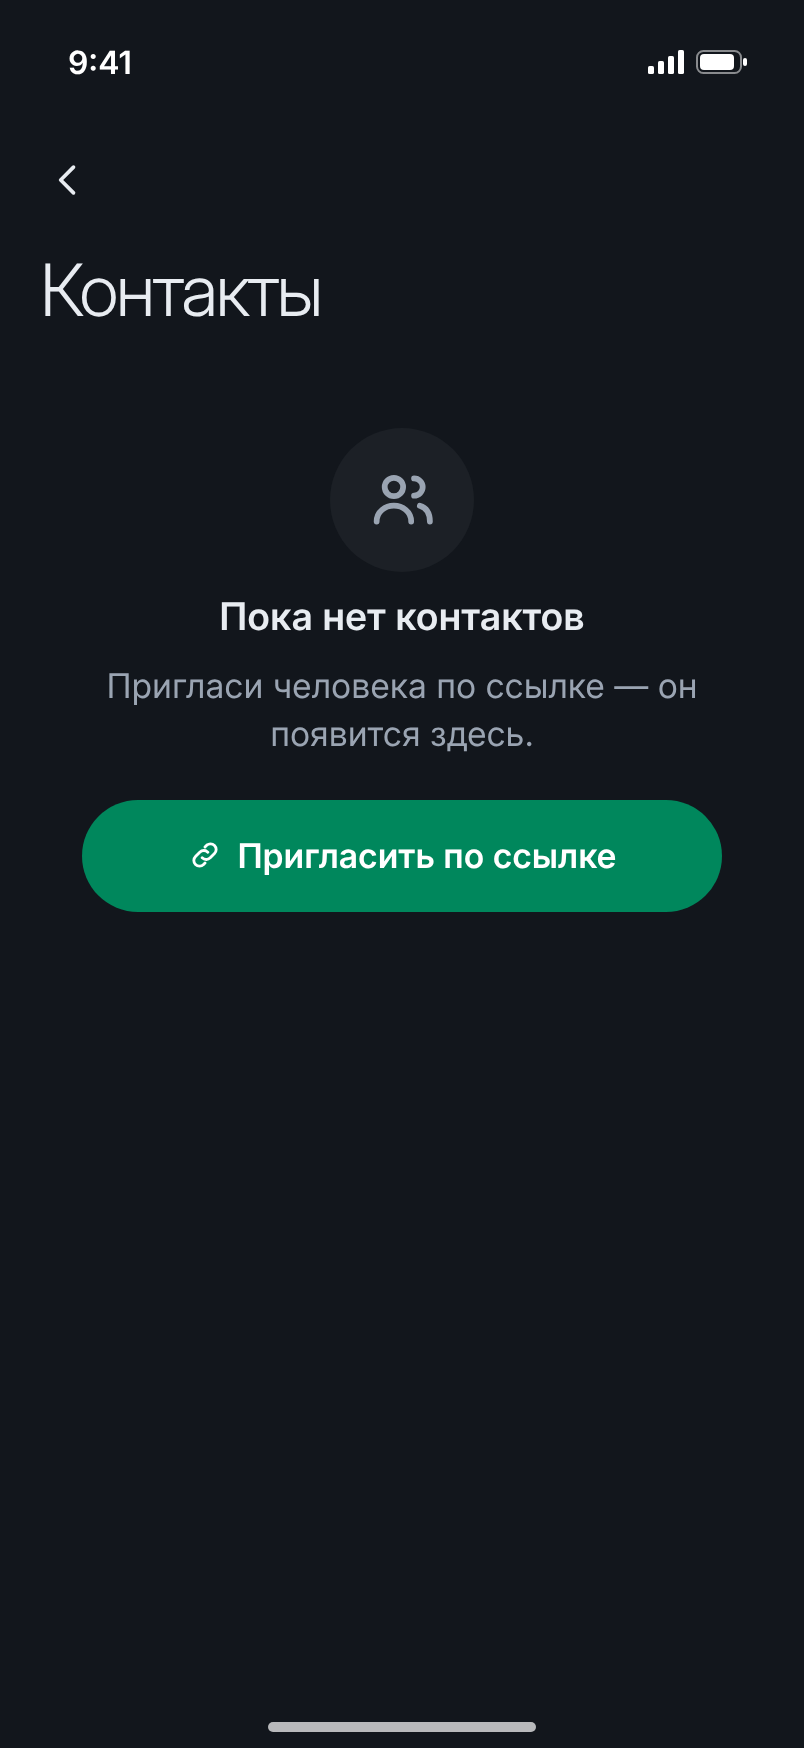 9:41
Контакты
Пока нет контактов
Пригласи человека по ссылке — он
появится здесь.
Пригласить по ссылке